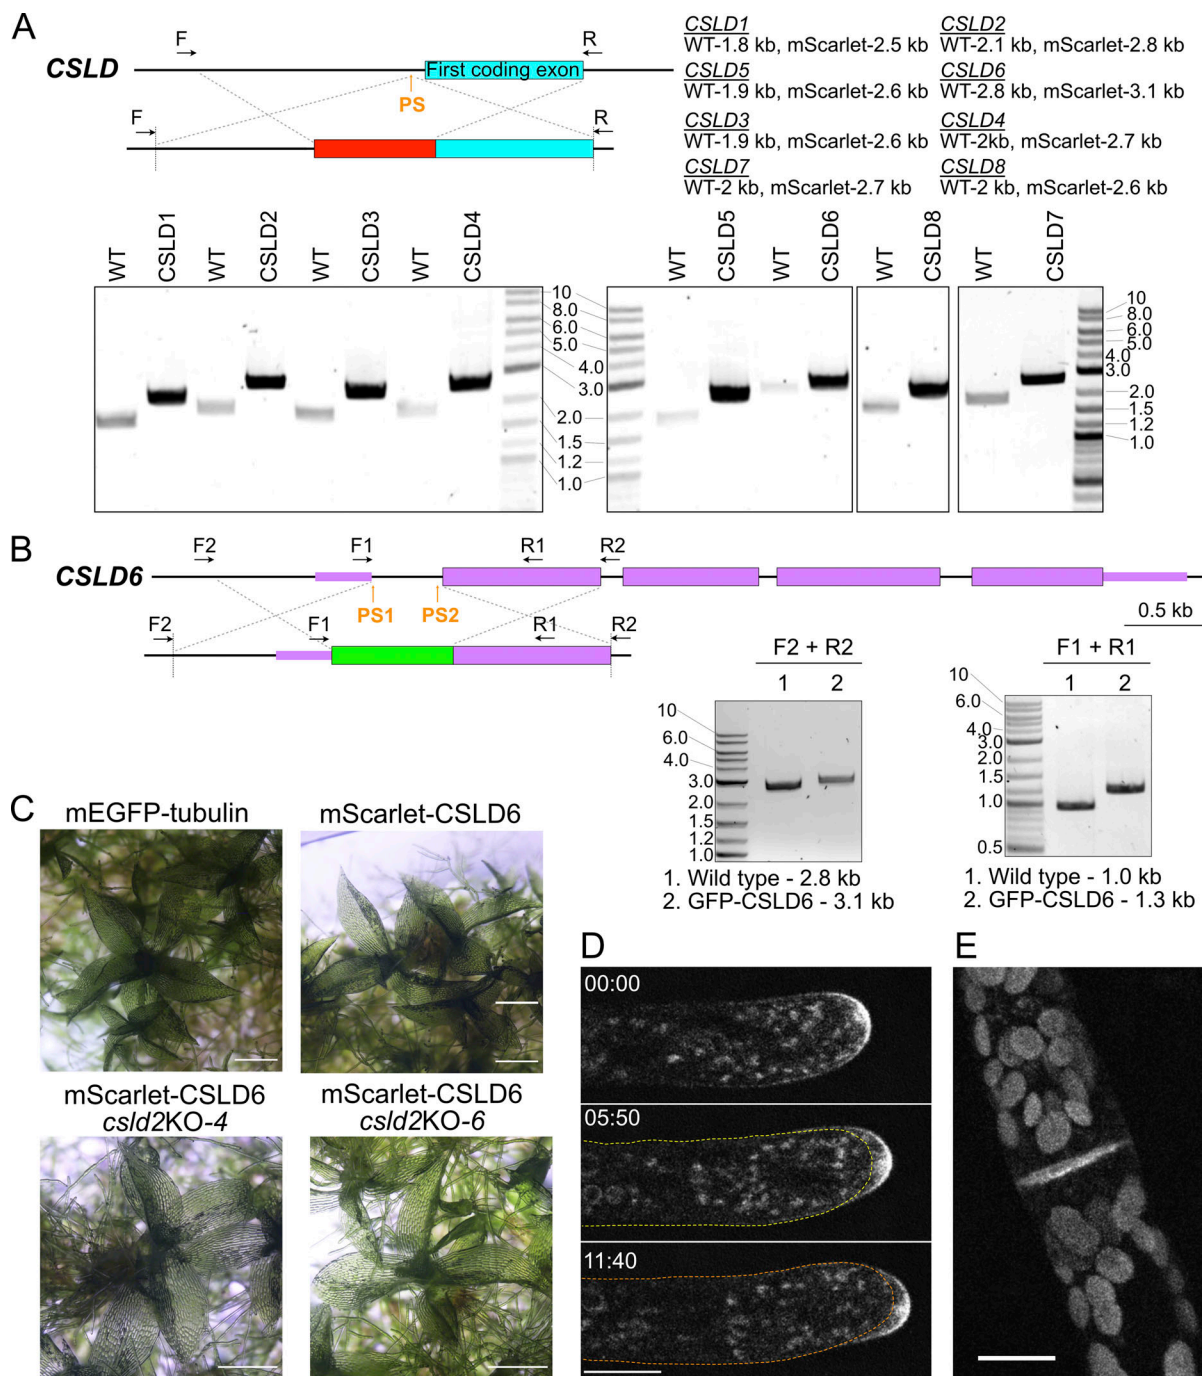 A
F
R
CSLD
First coding exon
PS
F
R
CSLD1
WT-1.8 kb, mScarlet-2.5 kb
CSLD2
WT-2.1 kb, mScarlet-2.8 kb
CSLD5
WT-1.9 kb, mScarlet-2.6 kb
CSLD6
WT-2.8 kb, mScarlet-3.1 kb
CSLD3
WT-1.9 kb, mScarlet-2.6 kb
CSLD4
WT-2kb, mScarlet-2.7 kb
CSLD7
WT-2 kb, mScarlet-2.7 kb
CSLD8
WT-2 kb, mScarlet-2.6 kb
WT
CSLD1
WT
CSLD2
WT
CSLD3
WT
CSLD4
WT
CSLD5
WT
CSLD6
WT
CSLD8
WT
CSLD7
10
8.0
6.0
5.0
4.0
3.0
2.0
1.5
1.2
1.0
10
8.0
6.0
5.0
4.0
3.0
2.0
1.5
1.2
1.0
B
F2
F1
R1
R2
CSLD6
PS1
PS2
F2
F1
R1
R2
0.5 kb
F2 + R2
1 2
10
6.0
4.0
3.0
2.0
1.5
1.2
1.0
1. Wild type - 2.8 kb
2. GFP-CSLD6 - 3.1 kb
F1 + R1
1 2
10
6.0
4.0
3.0
2.0
1.5
1.0
0.5
1. Wild type - 1.0 kb
2. GFP-CSLD6 - 1.3 kb
C
mEGFP-tubulin
mScarlet-CSLD6
mScarlet-CSLD6
csld2KO-4
mScarlet-CSLD6
csld2KO-6
D
00:00
05:50
11:40
E